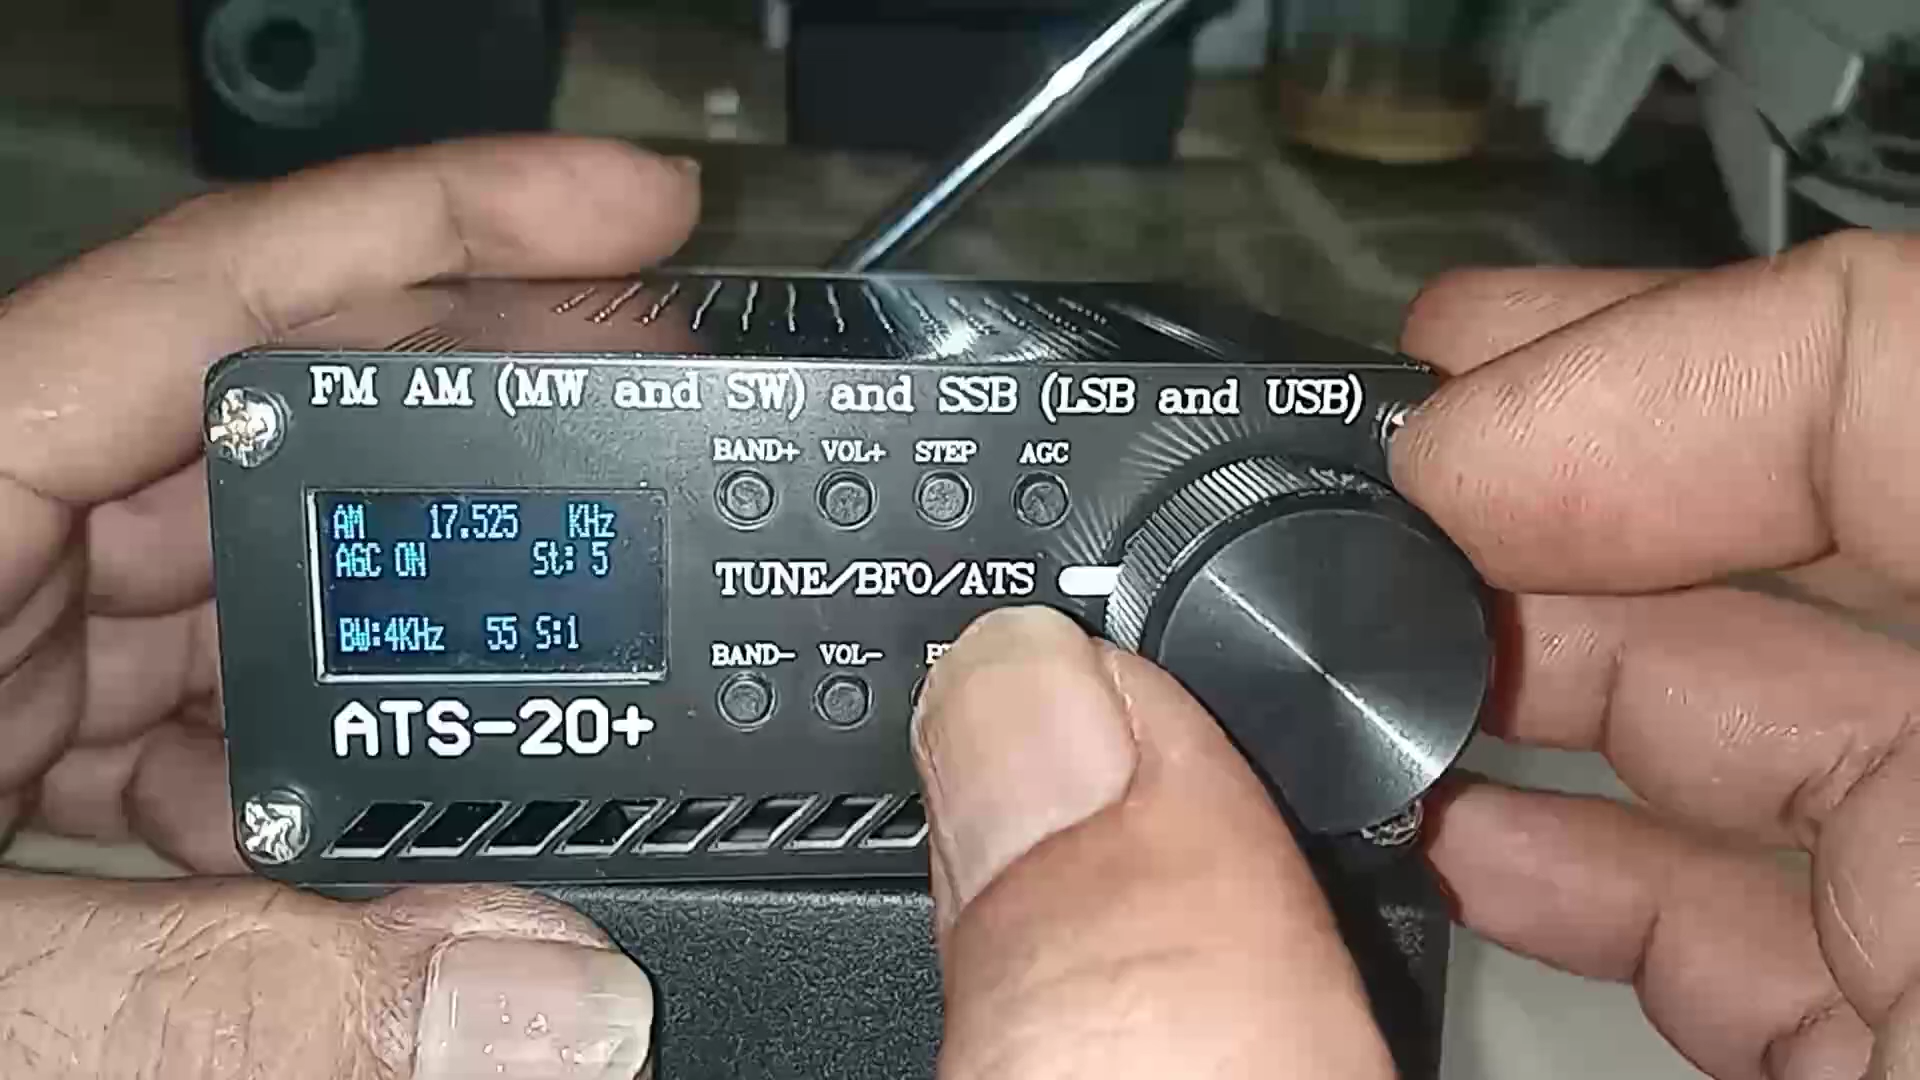 FM AM (MW and SW) and SSB (LSB and USB)
BAND+ VOL+ STEP AGC
AM 17.525 KHz
AGC ON St: 5
BW:4KHz 55 S:1
TUNE/BFO/ATS
BAND- VOL-
ATS-20+